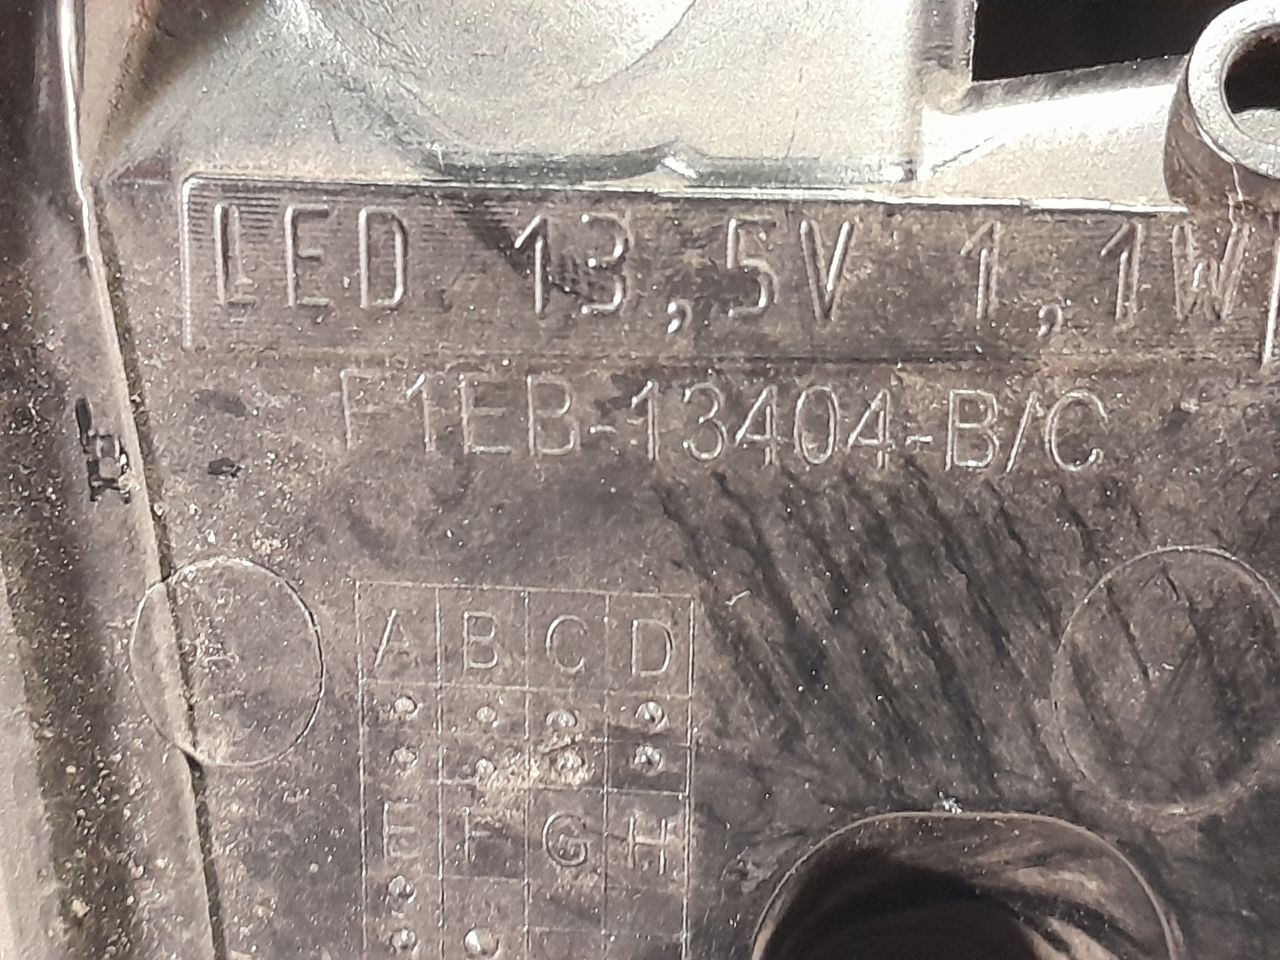 LED 13,5V 1,1W
F1EB-13404-B/C
A B C D
E F G H